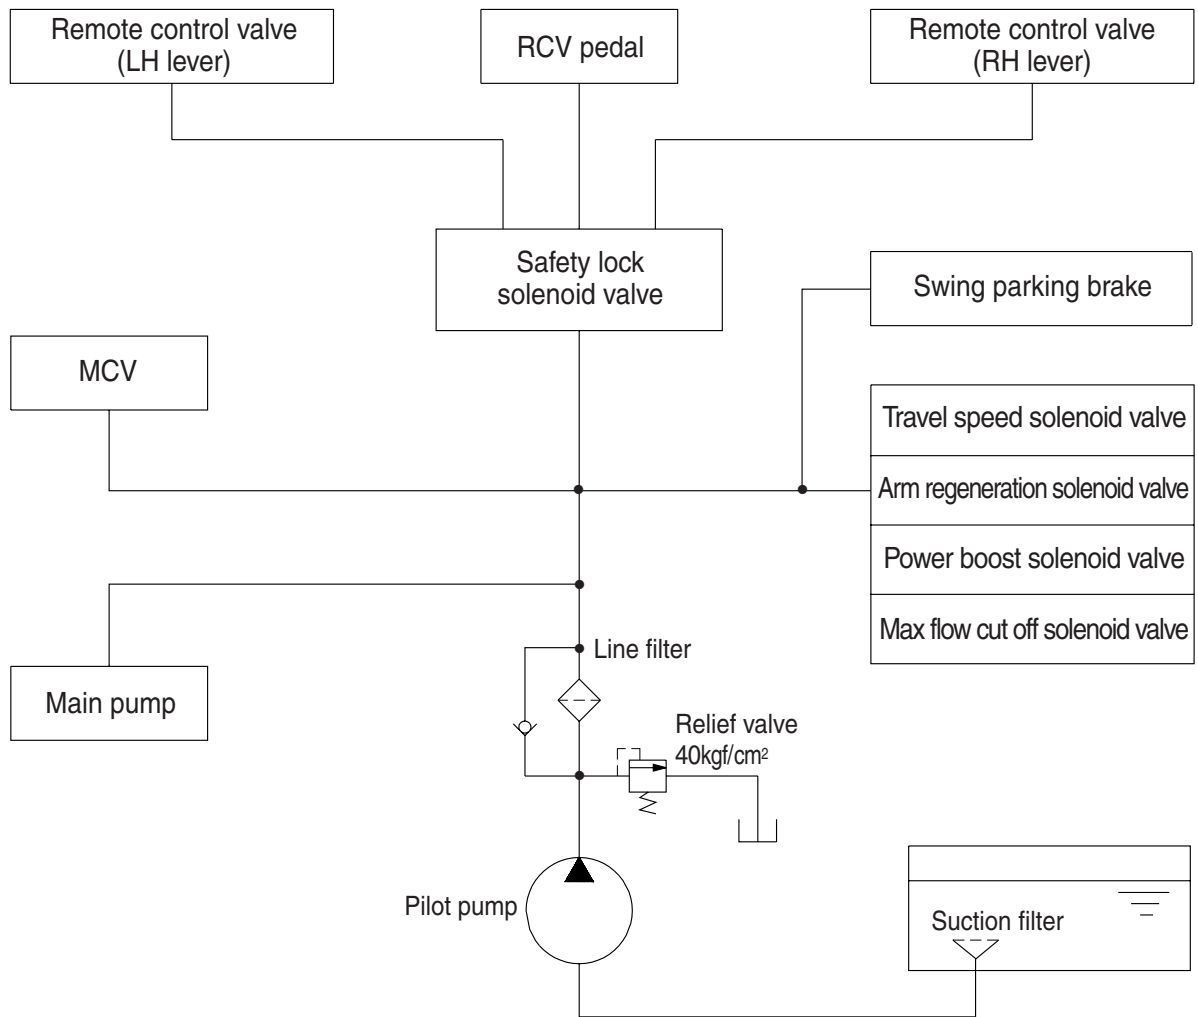 Remote control valve
(LH lever)
RCV pedal
Remote control valve
(RH lever)
Safety lock
solenoid valve
Swing parking brake
MCV
Travel speed solenoid valve
Arm regeneration solenoid valve
Power boost solenoid valve
Max flow cut off solenoid valve
Line filter
Main pump
Relief valve
40kgf/cm²
Pilot pump
Suction filter